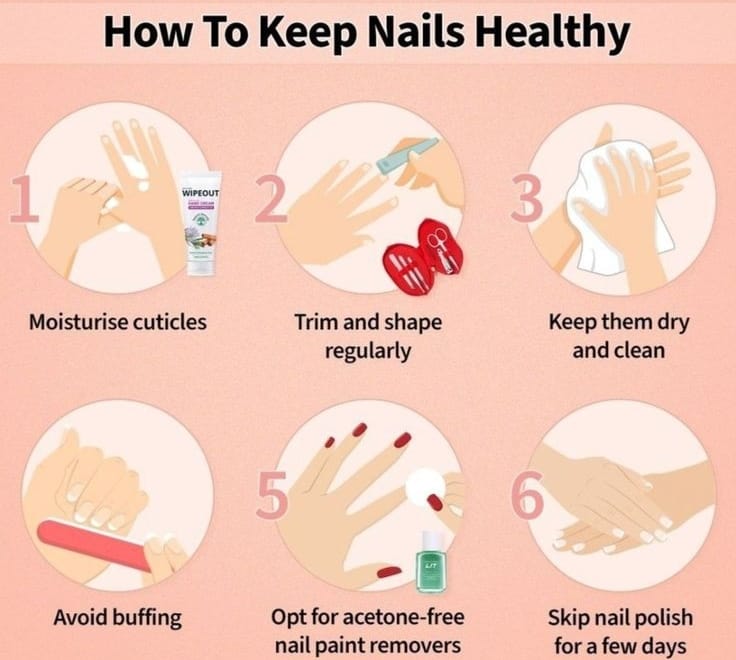 How To Keep Nails Healthy
1
WIPEOUT
HAND CREAM
Moisturise cuticles
2
Trim and shape
regularly
3
Keep them dry
and clean
Avoid buffing
5
LIT
Opt for acetone-free
nail paint removers
6
Skip nail polish
for a few days